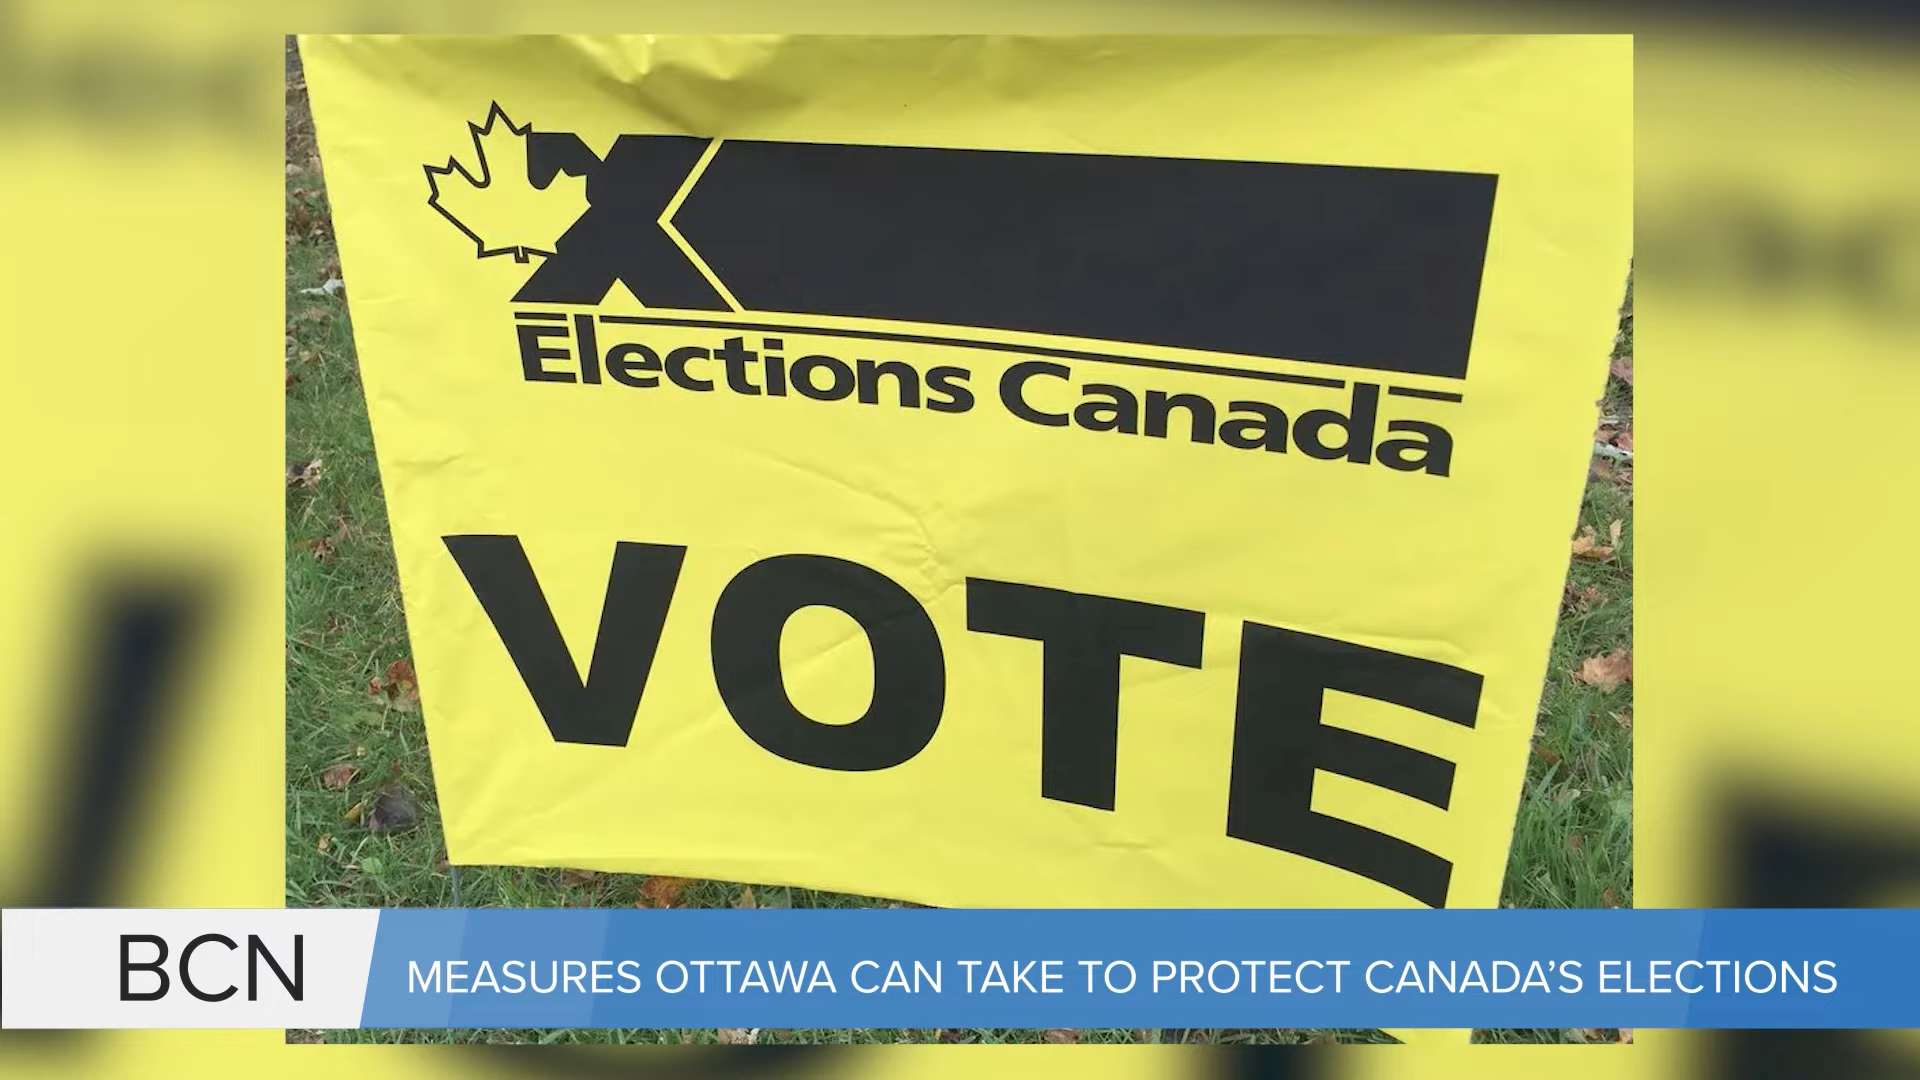 Elections Canada
VOTE
BCN
MEASURES OTTAWA CAN TAKE TO PROTECT CANADA'S ELECTIONS